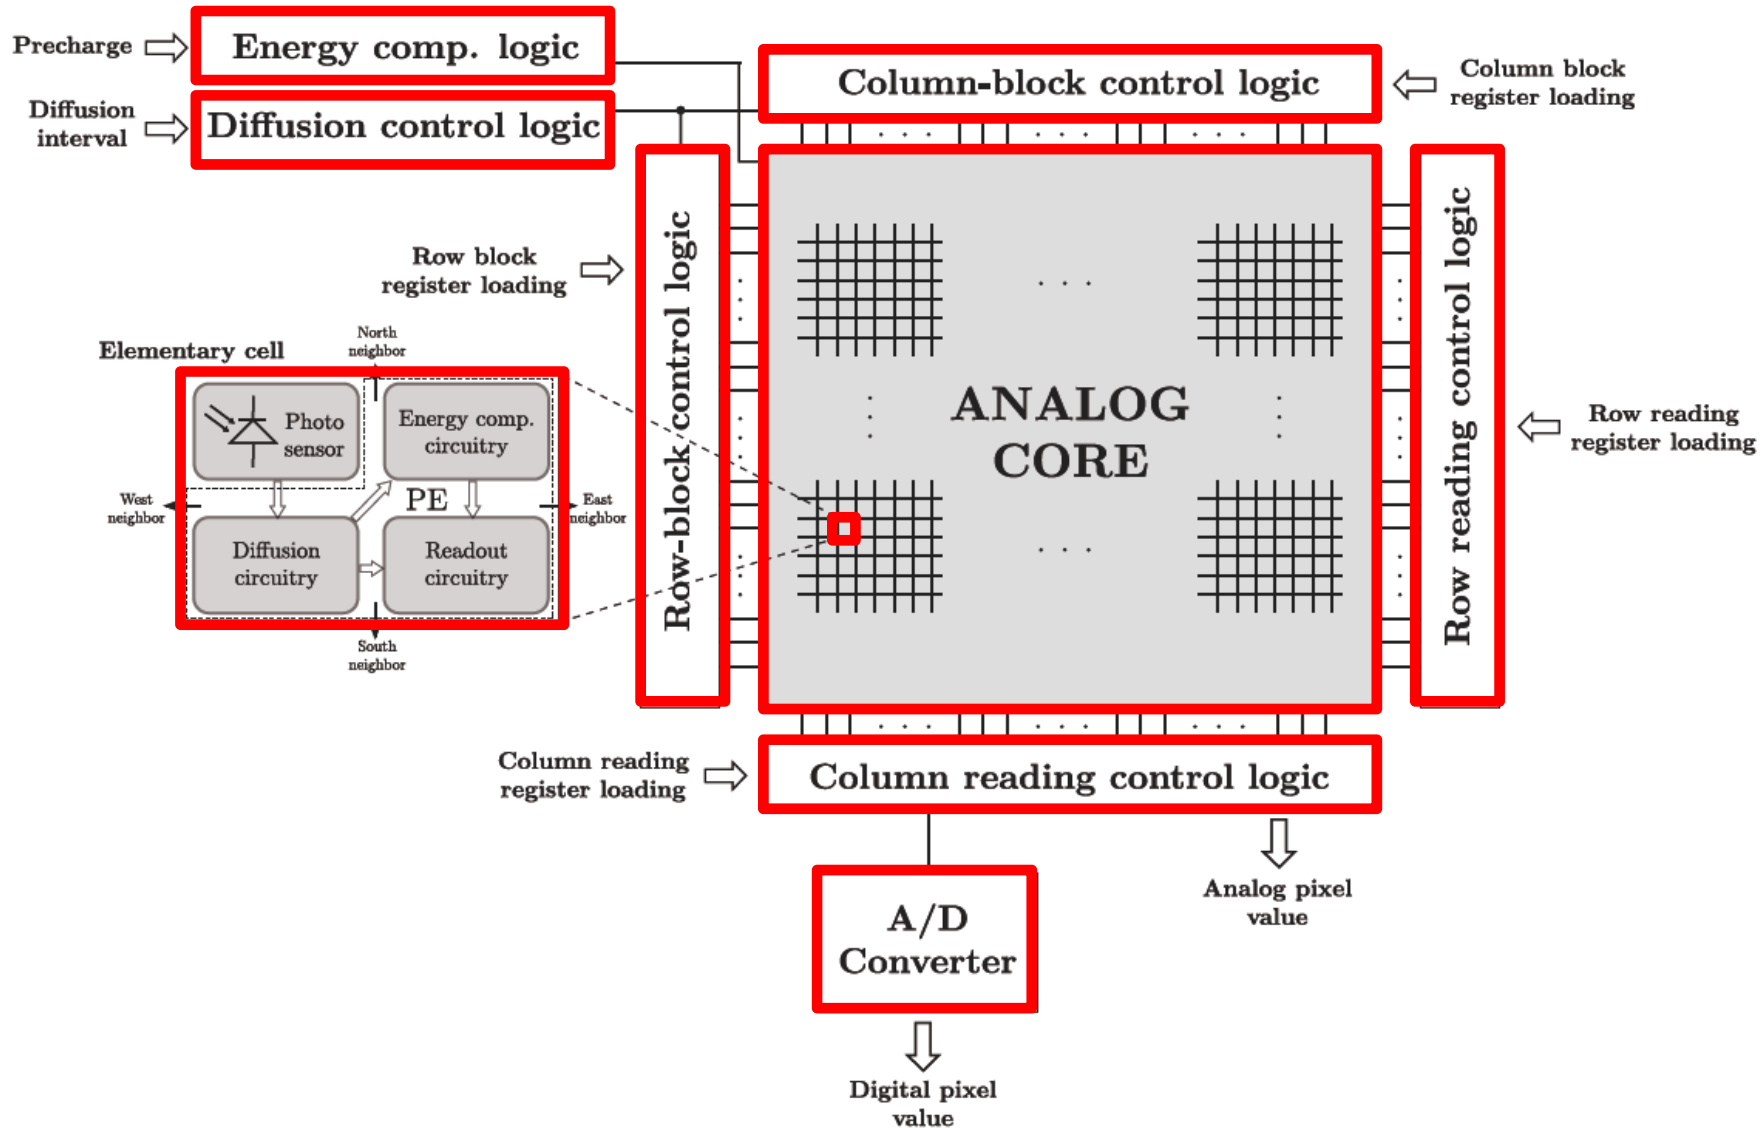 Precharge
Energy comp. logic
Diffusion
interval
Diffusion control logic
Column-block control logic
Column block
register loading
Row block
register loading
Row-block control logic
ANALOG
CORE
Row reading control logic
Row reading
register loading
Elementary cell
North
neighbor
Photo
sensor
Energy comp.
circuitry
West
neighbor
PE
East
neighbor
Diffusion
circuitry
Readout
circuitry
South
neighbor
Column reading
register loading
Column reading control logic
A/D
Converter
Analog pixel
value
Digital pixel
value